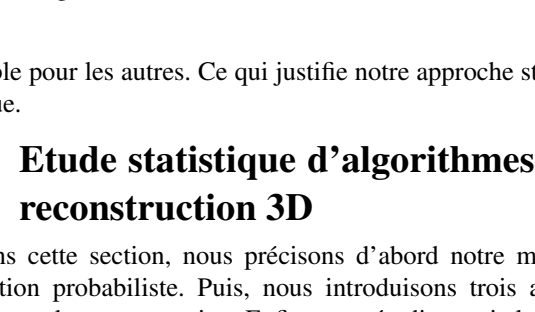 ble pour les autres. Ce qui justifie notre approche st
ue.
Etude statistique d'algorithmes
reconstruction 3D
ns cette section, nous précisons d'abord notre m
tion probabiliste. Puis, nous introduisons trois a